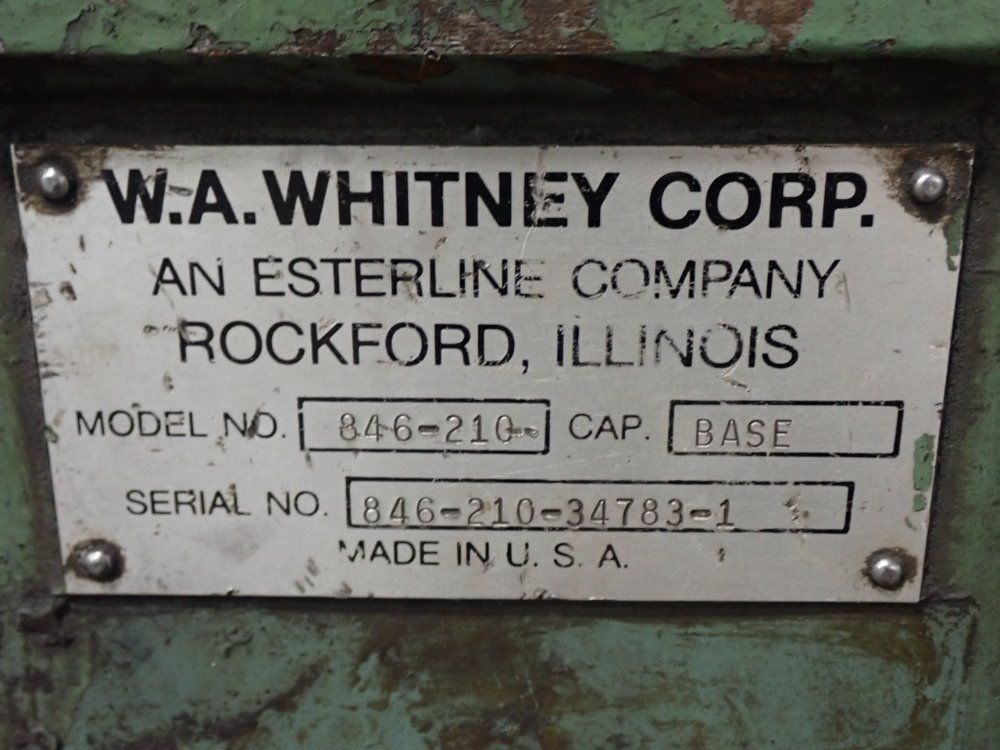 W.A. WHITNEY CORP.
AN ESTERLINE COMPANY
ROCKFORD, ILLINOIS
MODEL NO. 846-210 CAP. BASE
SERIAL NO. 846-210-34783-1
MADE IN U. S. A.